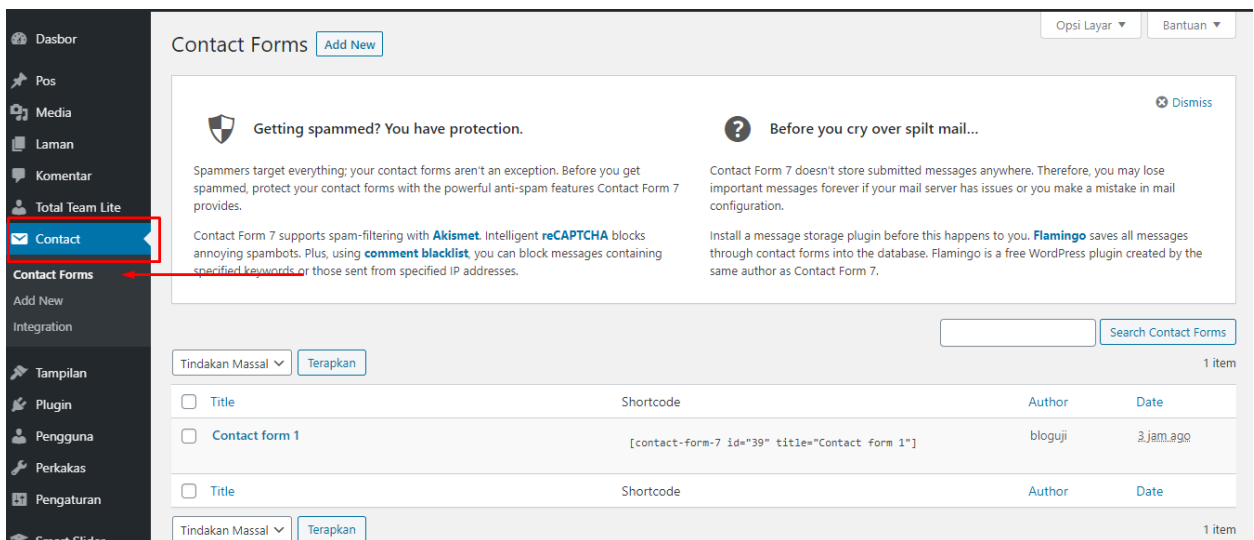 Opsi Layar ▼
Bantuan ▼
Dasbor
Pos
Media
Laman
Komentar
Total Team Lite
Contact
Contact Forms
Add New
Integration
Tampilan
Plugin
Pengguna
Perkakas
Pengaturan
Smart Slider
Contact Forms
Add New
Dismiss
Getting spammed? You have protection.
Spammers target everything; your contact forms aren't an exception. Before you get
spammed, protect your contact forms with the powerful anti-spam features Contact Form 7
provides.
Contact Form 7 supports spam-filtering with Akismet. Intelligent reCAPTCHA blocks
annoying spambots. Plus, using comment blacklist, you can block messages containing
specified keywords or those sent from specified IP addresses.
Before you cry over spilt mail...
Contact Form 7 doesn't store submitted messages anywhere. Therefore, you may lose
important messages forever if your mail server has issues or you make a mistake in mail
configuration.
Install a message storage plugin before this happens to you. Flamingo saves all messages
through contact forms into the database. Flamingo is a free WordPress plugin created by the
same author as Contact Form 7.
Search Contact Forms
Tindakan Massal
Terapkan
1 item
Title Shortcode Author Date
Contact form 1 [contact-form-7 id="39" title="Contact form 1"] bloguji 3 jam ago
Title Shortcode Author Date
Tindakan Massal
Terapkan
1 item